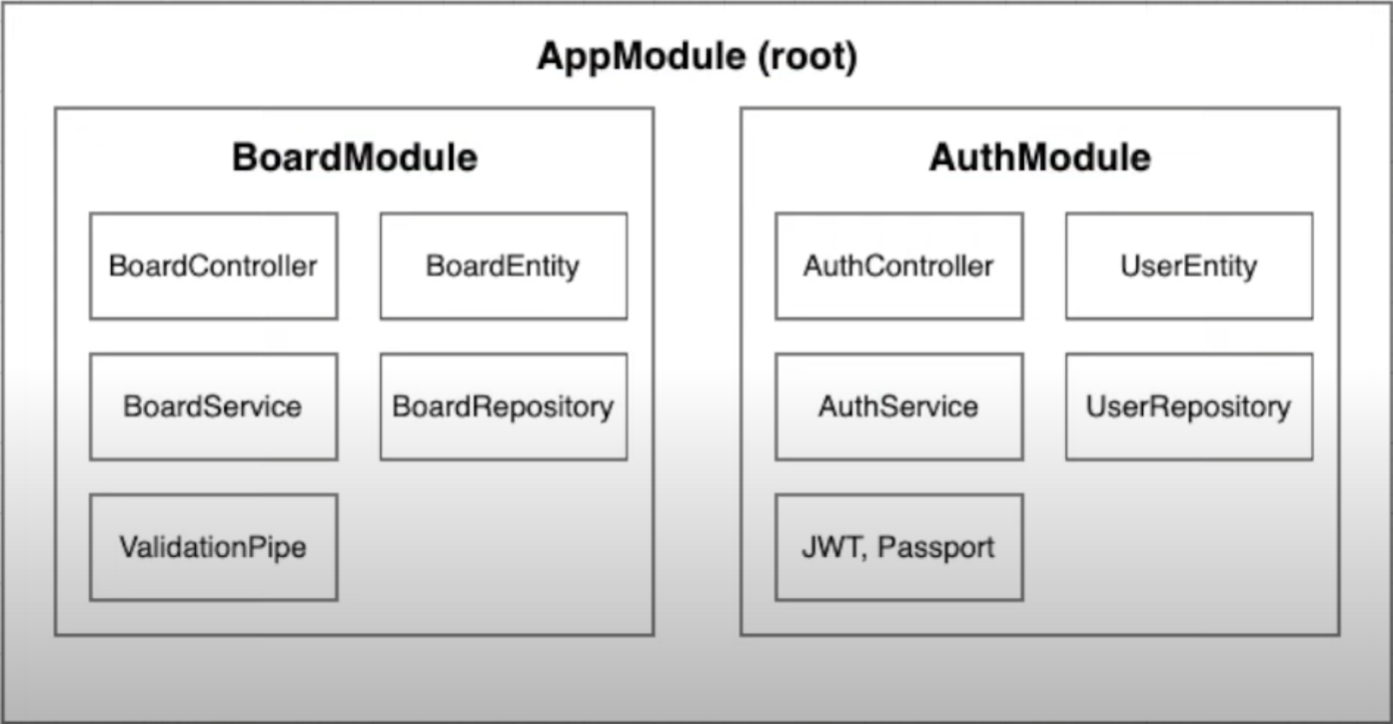 AppModule (root)
BoardModule
BoardController
BoardEntity
BoardService
BoardRepository
ValidationPipe
AuthModule
AuthController
UserEntity
AuthService
UserRepository
JWT, Passport